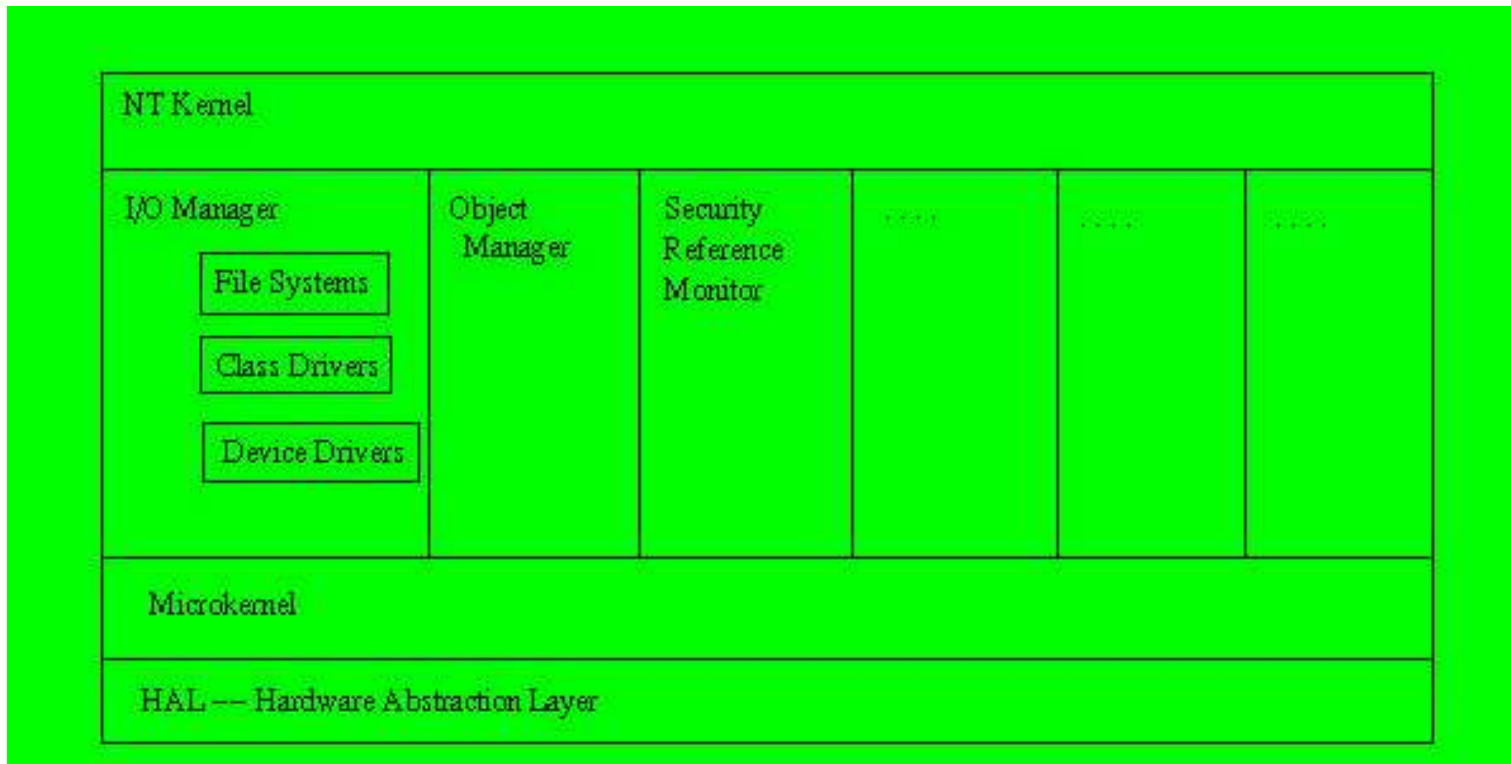 NT Kernel
I/O Manager
File Systems
Class Drivers
Device Drivers
Object
Manager
Security
Reference
Monitor
....
....
....
Microkernel
HAL -- Hardware Abstraction Layer